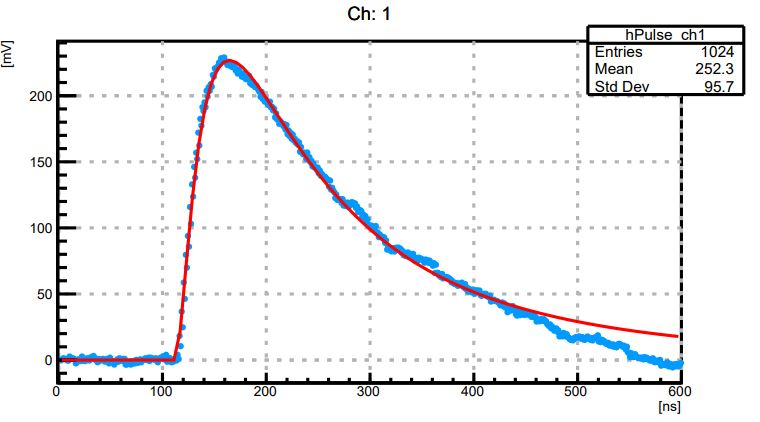 Ch: 1
[mV]
hPulse_ch1
Entries 1024
Mean 252.3
Std Dev 95.7
200
150
100
50
0
0 100 200 300 400 500 600
[ns]